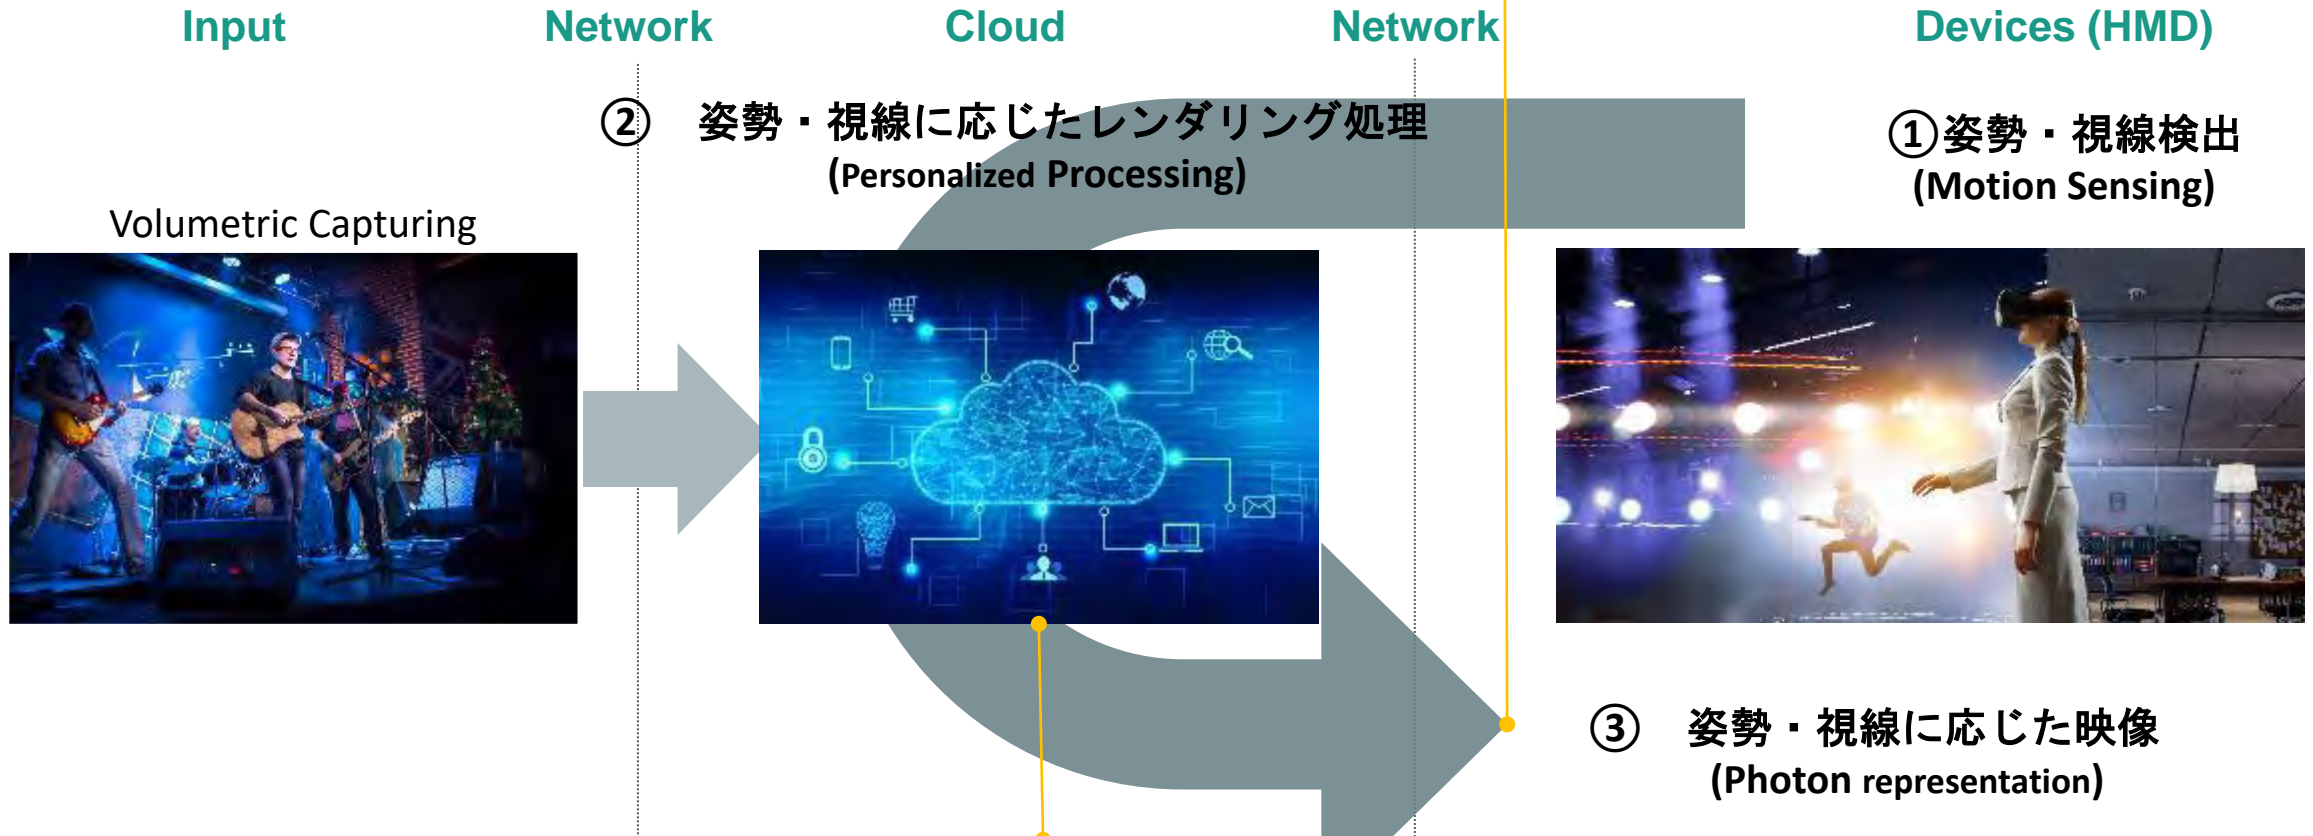 Input
Network
Cloud
Network
Devices (HMD)
② 姿勢・視線に応じたレンダリング処理
(Personalized Processing)
①姿勢・視線検出
(Motion Sensing)
Volumetric Capturing
③ 姿勢・視線に応じた映像
(Photon representation)